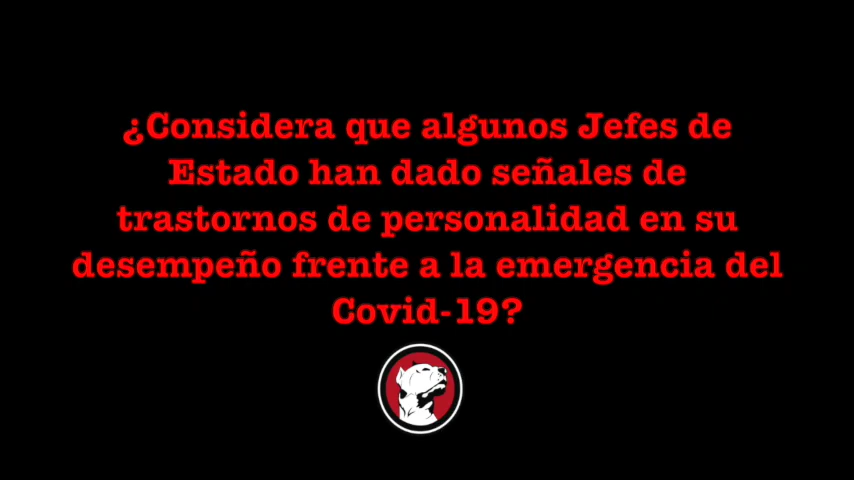 ¿Considera que algunos Jefes de
Estado han dado señales de
trastornos de personalidad en su
desempeño frente a la emergencia del
Covid-19?